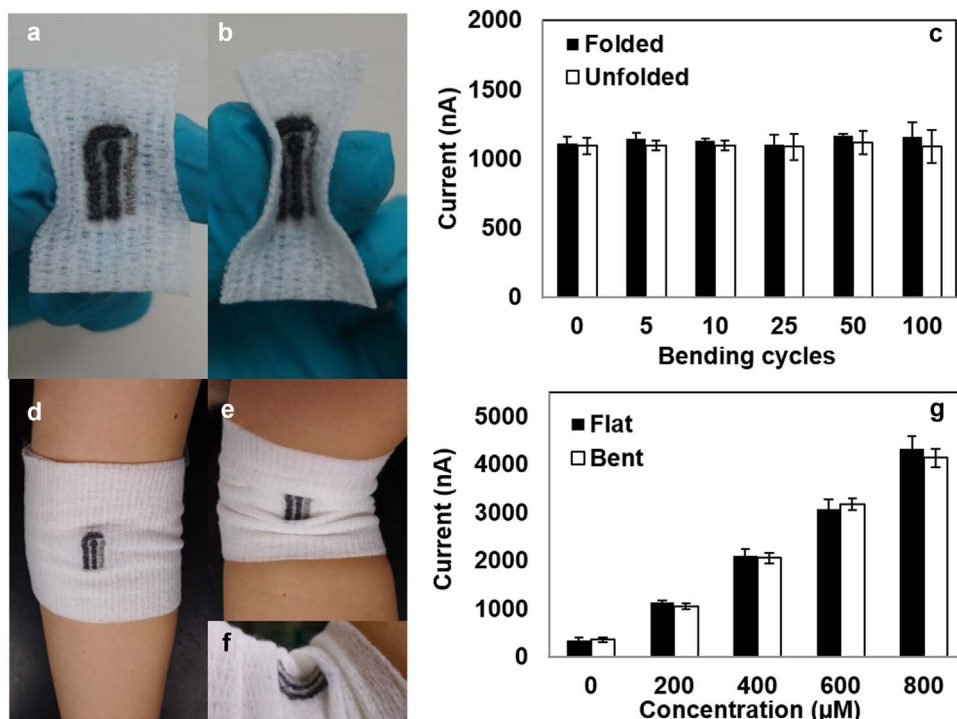 a
b
c
2000
1500
1000
500
0
Current (nA)
Folded
Unfolded
0 5 10 25 50 100
Bending cycles
d
e
f
g
5000
4000
3000
2000
1000
0
Current (nA)
Flat
Bent
0 200 400 600 800
Concentration (µM)